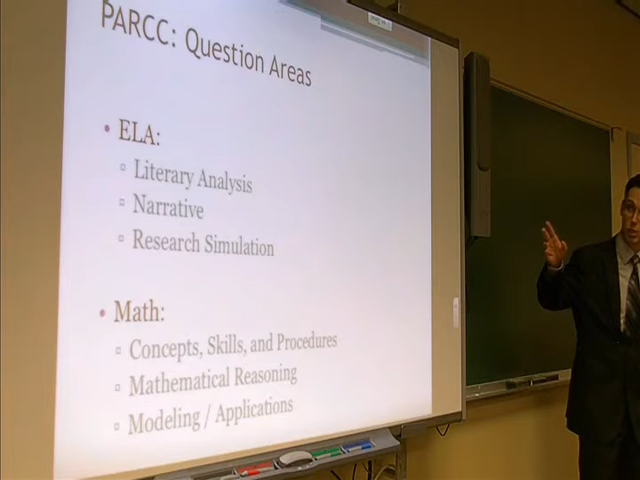 PARCC: Question Areas
• ELA:
▫ Literary Analysis
▫ Narrative
▫ Research Simulation
• Math:
▫ Concepts, Skills, and Procedures
▫ Mathematical Reasoning
▫ Modeling / Applications